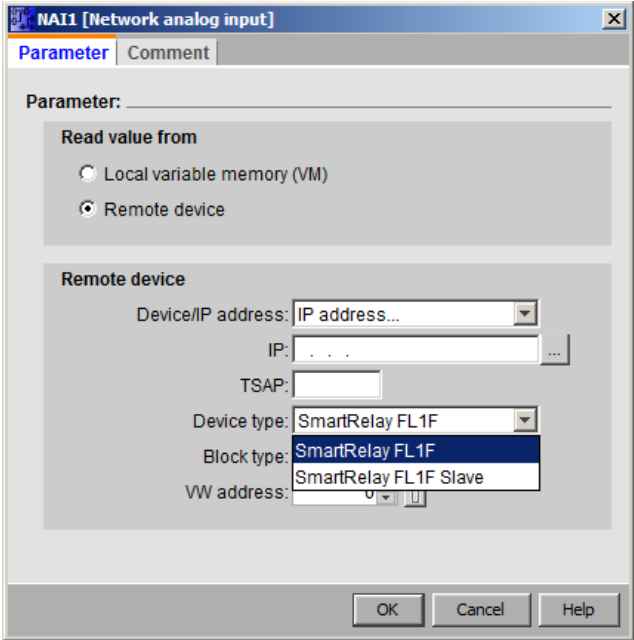 NAI1 [Network analog input]
Parameter Comment
Parameter:
Read value from
Local variable memory (VM)
Remote device
Remote device
Device/IP address: IP address...
IP: . . . ...
TSAP:
Device type: SmartRelay FL1F
Block type: SmartRelay FL1F
SmartRelay FL1F Slave
VW address: 0
OK Cancel Help